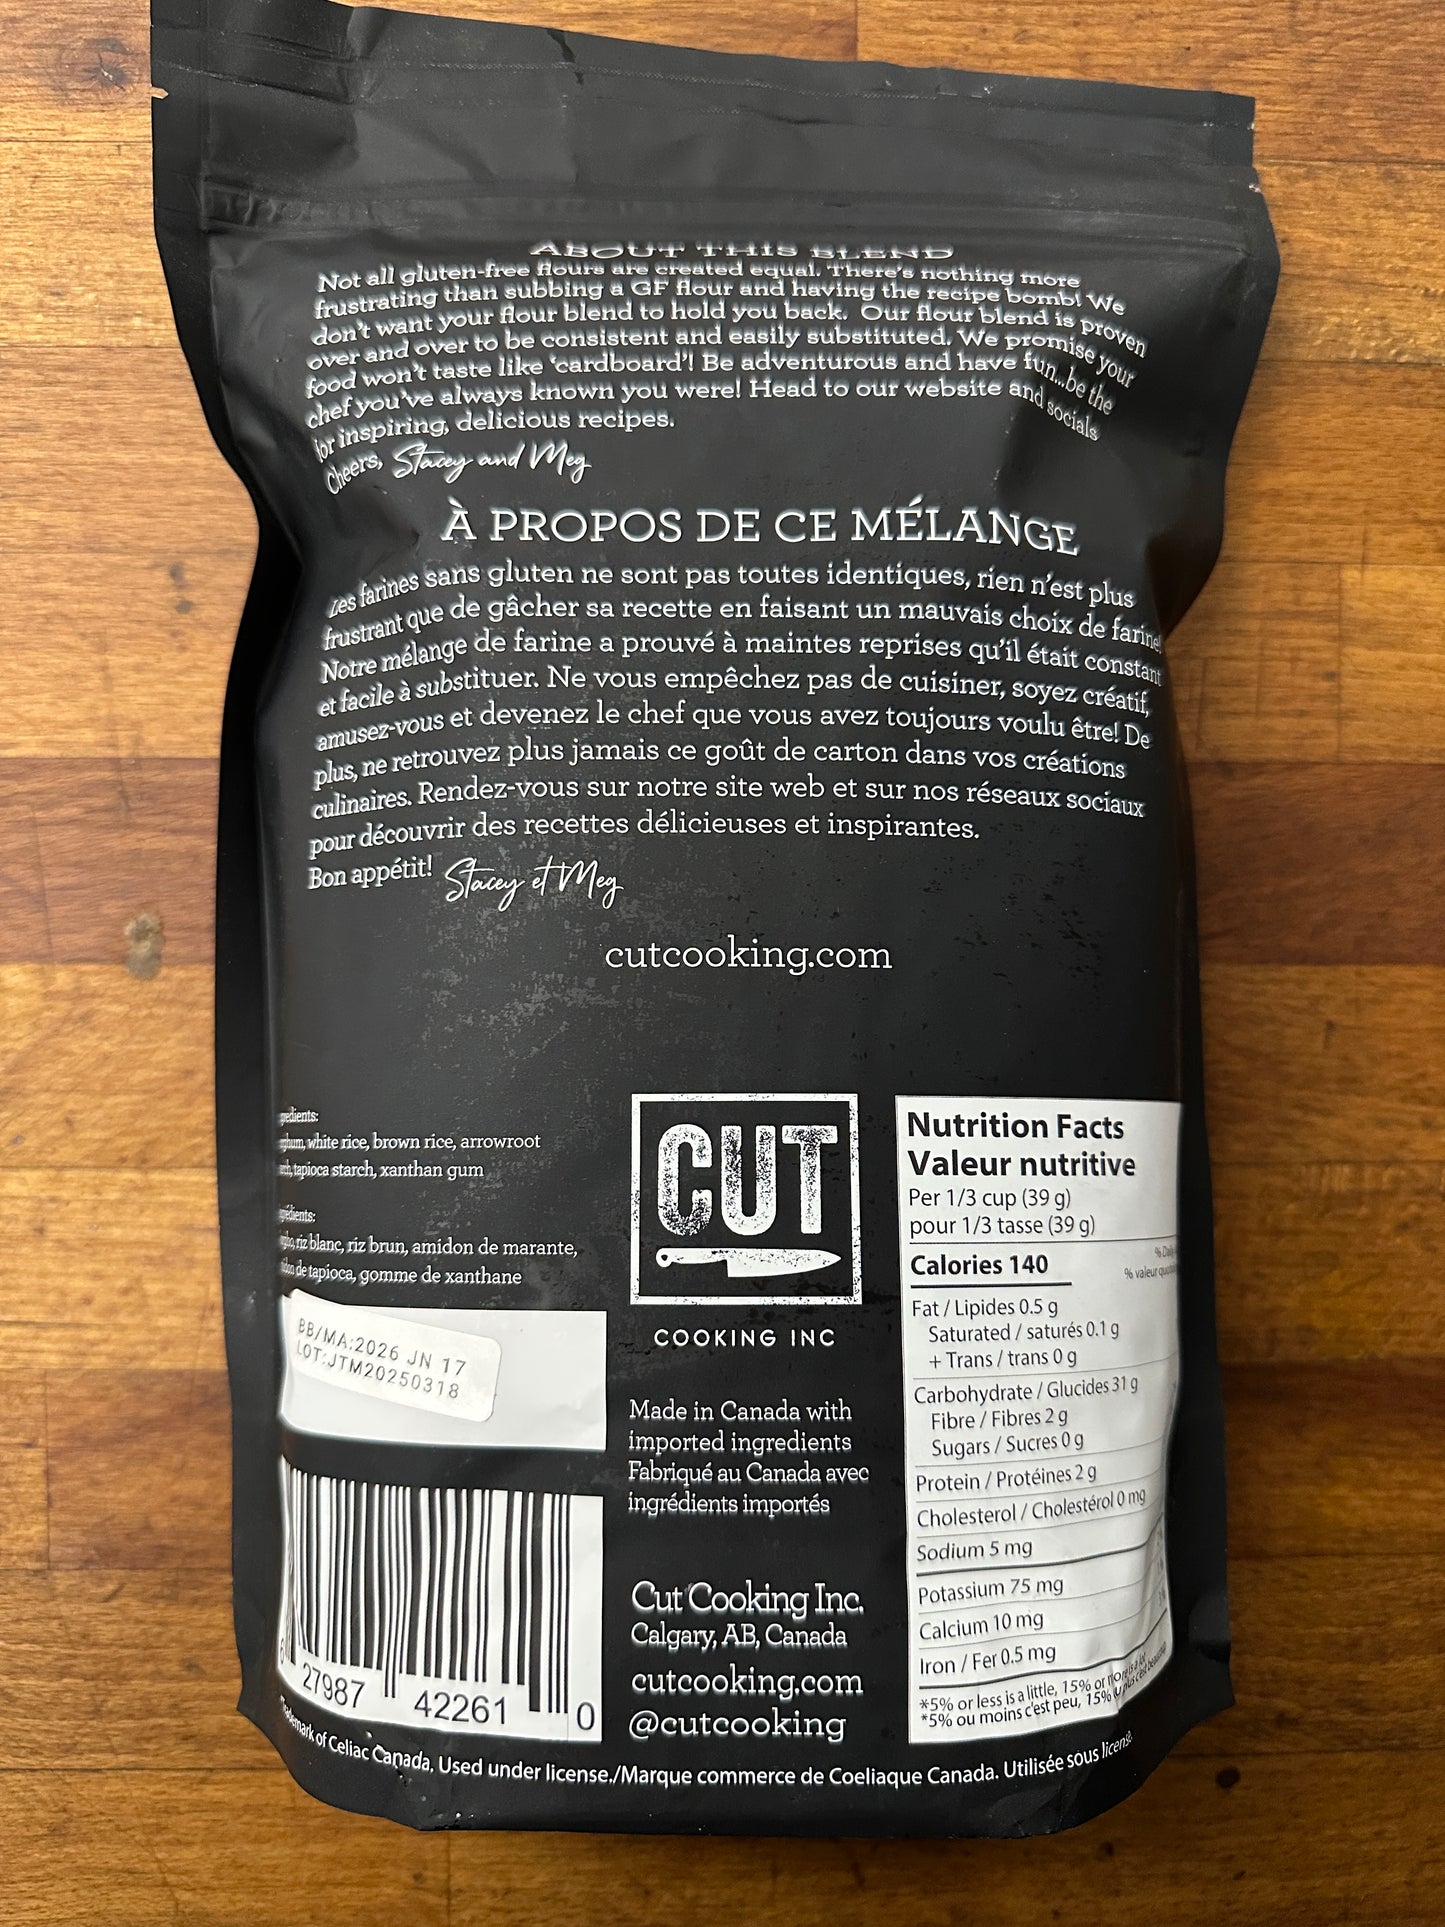 ABOUT THIS BLEND
Not all gluten-free flours are created equal. There's nothing more
frustrating than subbing a GF flour and having the recipe bomb! We
don't want your flour blend to hold you back. Our flour blend is proven
over and over to be consistent and easily substituted. We promise your
food won't taste like 'cardboard'! Be adventurous and have fun...be the
chef you've always known you were! Head to our website and socials
for inspiring, delicious recipes.
Cheers, Stacey and Meg
À PROPOS DE CE MÉLANGE
Les farines sans gluten ne sont pas toutes identiques, rien n'est plus
frustrant que de gâcher sa recette en faisant un mauvais choix de farine!
Notre mélange de farine a prouvé à maintes reprises qu'il était constant
et facile à substituer. Ne vous empêchez pas de cuisiner, soyez créatif,
amusez-vous et devenez le chef que vous avez toujours voulu être! De
plus, ne retrouvez plus jamais ce goût de carton dans vos créations
culinaires. Rendez-vous sur notre site web et sur nos réseaux sociaux
pour découvrir des recettes délicieuses et inspirantes.
Bon appétit! Stacey et Meg
cutcooking.com
white rice, brown rice, arrowroot
tapioca starch, xanthan gum
riz blanc, riz brun, amidon de marante,
de tapioca, gomme de xanthane
BB/MA:2026 JN 17
LOT:JTM20250318
27987 42261 0
CUT
COOKING INC
Made in Canada with
imported ingredients
Fabriqué au Canada avec
ingrédients importés
Cut Cooking Inc.
Calgary, AB, Canada
cutcooking.com
@cutcooking
Nutrition Facts
Valeur nutritive
Per 1/3 cup (39 g)
pour 1/3 tasse (39 g)
Calories 140
% Daily
% valeur
Fat / Lipides 0.5 g
Saturated / saturés 0.1 g
+ Trans / trans 0 g
Carbohydrate / Glucides 31 g
Fibre / Fibres 2 g
Sugars / Sucres 0 g
Protein / Protéines 2 g
Cholesterol / Cholestérol 0 mg
Sodium 5 mg
Potassium 75 mg
Calcium 10 mg
Iron / Fer 0.5 mg
*5% or less is a little, 15% or more is a lot
*5% ou moins c'est peu, 15% ou plus c'est beaucoup
of Celiac Canada. Used under license./Marque commerce de Coeliaque Canada. Utilisée sous license.